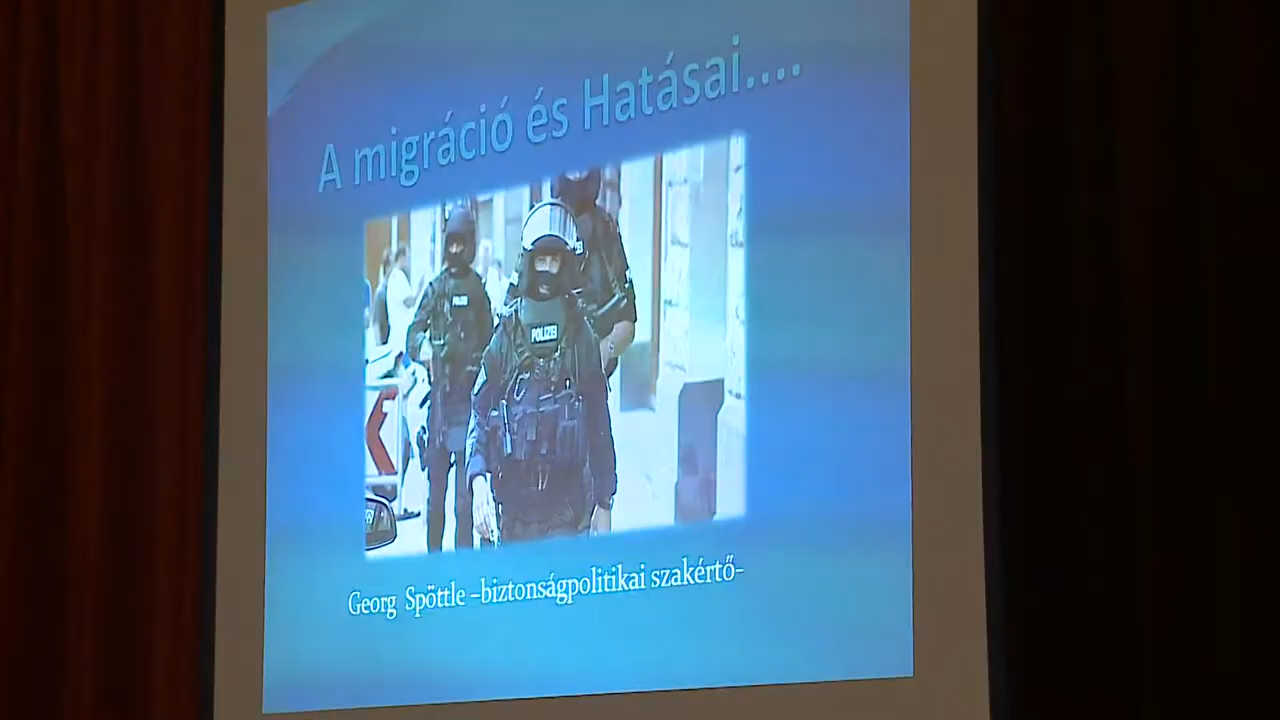 A migráció és Hatásai....
POLIZEI
POLIZEI
Georg Spöttle –biztonságpolitikai szakértő-